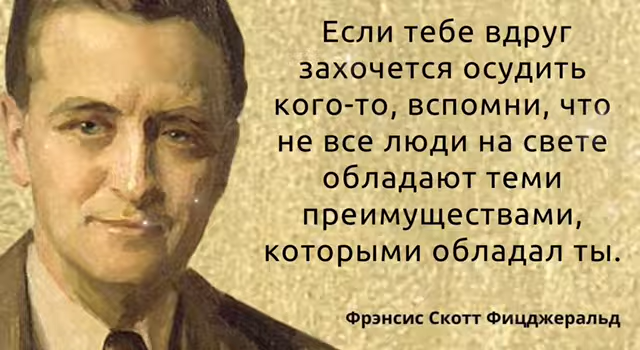 Если тебе вдруг
захочется осудить
кого-то, вспомни, что
не все люди на свете
обладают теми
преимуществами,
которыми обладал ты.
Фрэнсис Скотт Фицджеральд